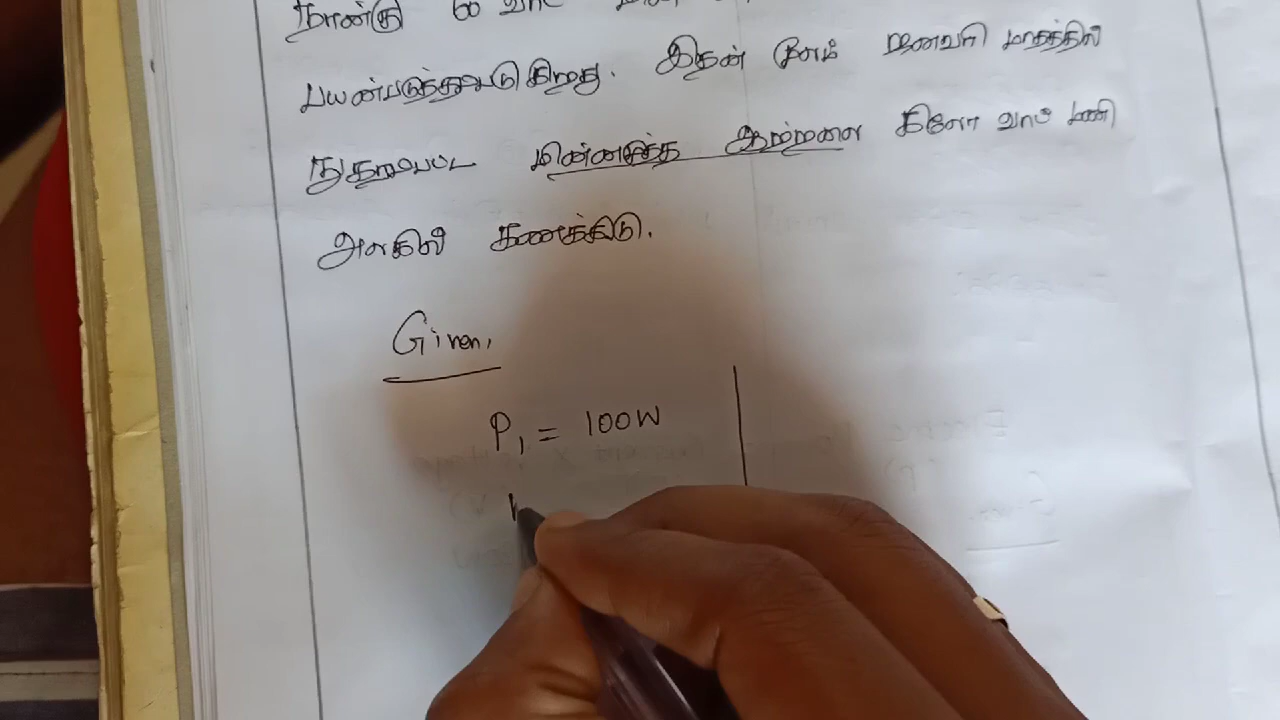 நான்கு 60 வாட்
பயன்படுத்தப்படுகிறது. இதன் மூலம் ஜனவரி மாதத்தில்
நுகரப்பட்ட மின்னழுத்த ஆற்றலை கிலோ வாட் மணி
அலகில் கணக்கிடு.
Given,
P₁ = 100W